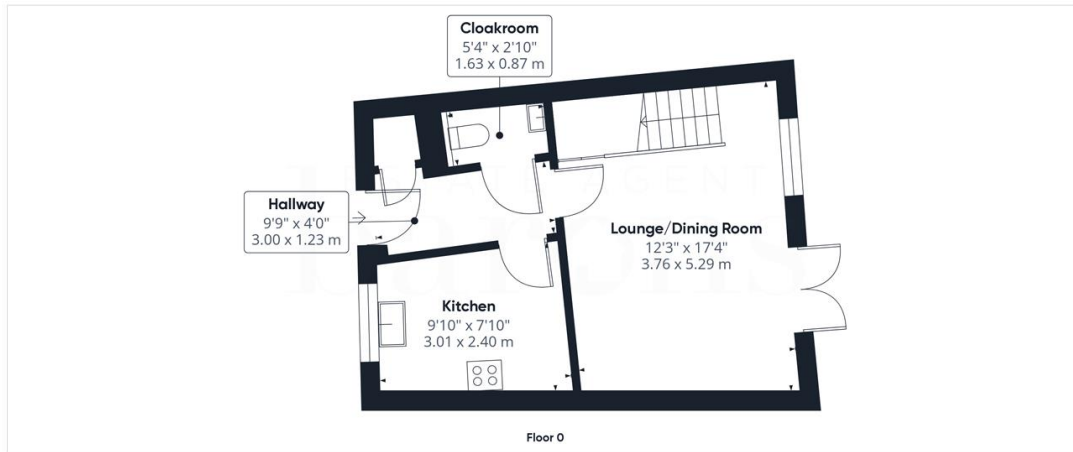 Cloakroom
5'4" x 2'10"
1.63 x 0.87 m
Hallway
9'9" x 4'0"
3.00 x 1.23 m
Lounge/Dining Room
12'3" x 17'4"
3.76 x 5.29 m
Kitchen
9'10" x 7'10"
3.01 x 2.40 m
Floor 0